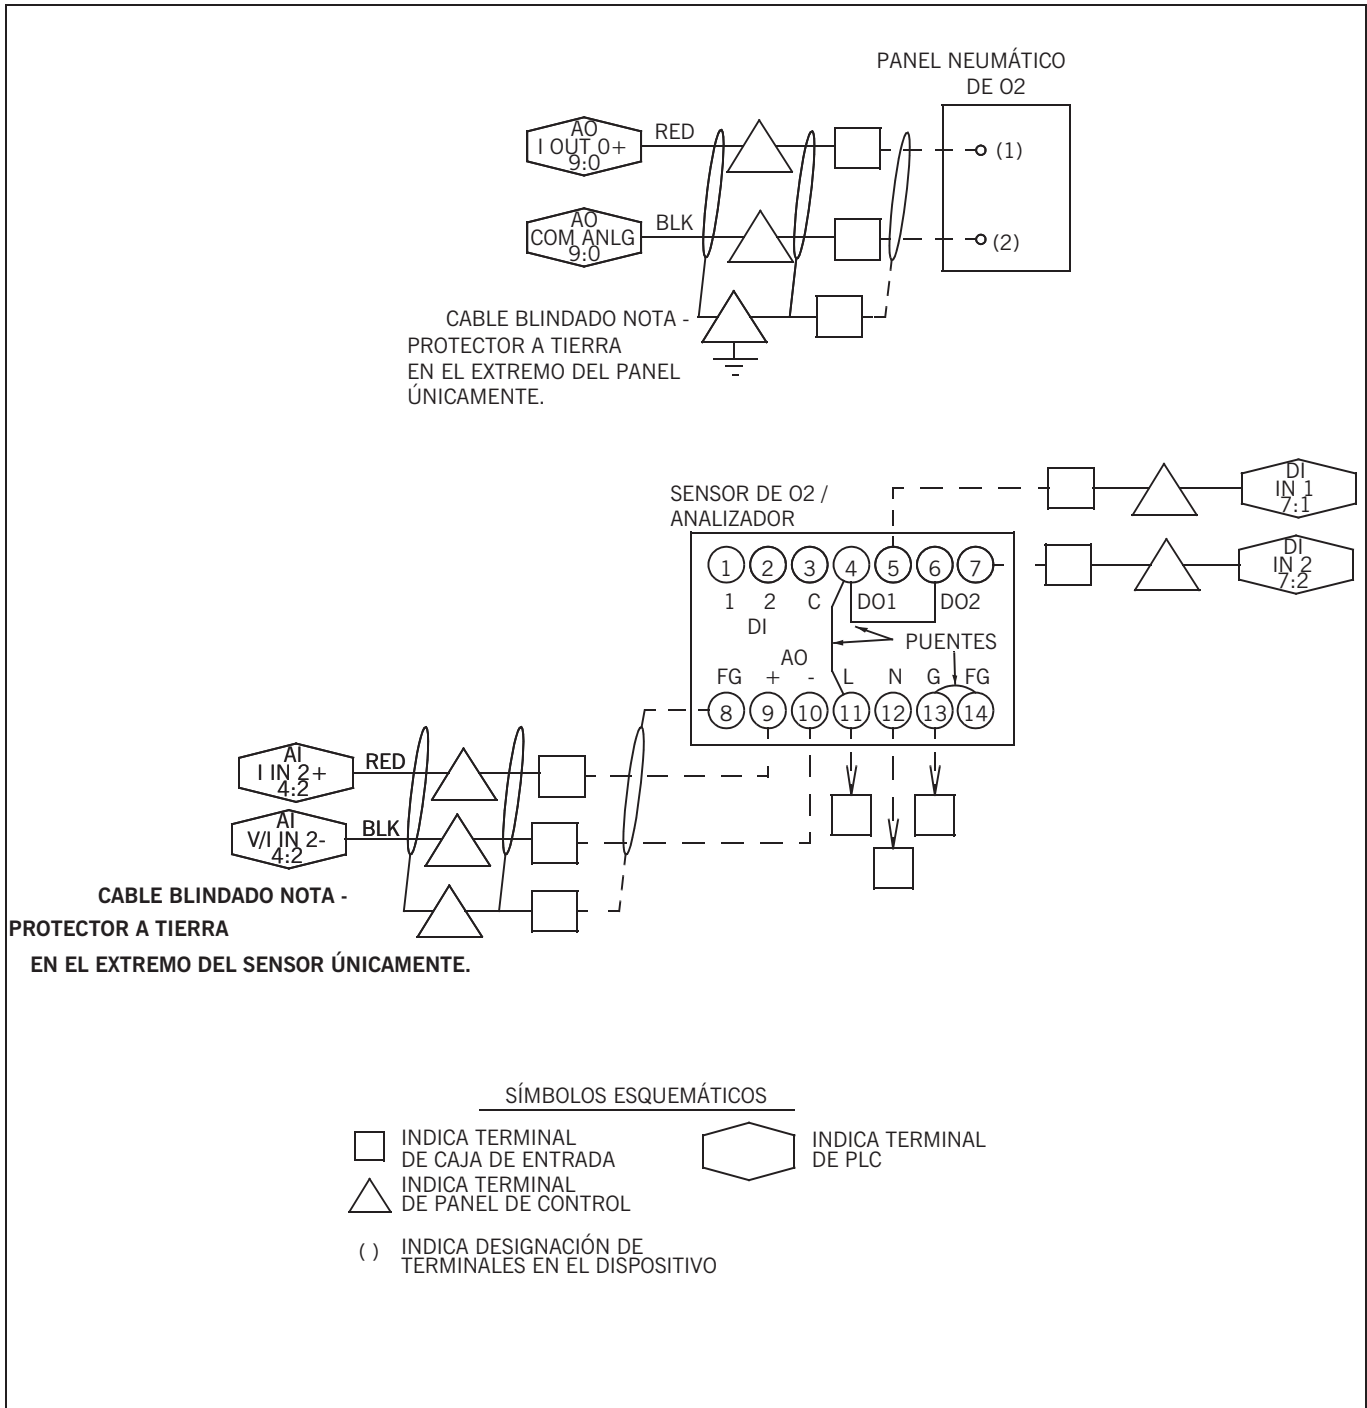 PANEL NEUMÁTICO
DE O2
AO
I OUT 0+
9:0
RED
(1)
AO
COM ANLG
9:0
BLK
(2)
CABLE BLINDADO NOTA -
PROTECTOR A TIERRA
EN EL EXTREMO DEL PANEL
ÚNICAMENTE.
SENSOR DE O2 /
ANALIZADOR
DI
IN 1
7:1
DI
IN 2
7:2
1 2 3 4 5 6 7
1 2 C DO1 DO2
DI
PUENTES
AO
FG + - L N G FG
8 9 10 11 12 13 14
AI
I IN 2+
4:2
RED
AI
V/I IN 2-
4:2
BLK
CABLE BLINDADO NOTA -
PROTECTOR A TIERRA
EN EL EXTREMO DEL SENSOR ÚNICAMENTE.
SÍMBOLOS ESQUEMÁTICOS
INDICA TERMINAL
DE CAJA DE ENTRADA
INDICA TERMINAL
DE PLC
INDICA TERMINAL
DE PANEL DE CONTROL
( ) INDICA DESIGNACIÓN DE
TERMINALES EN EL DISPOSITIVO